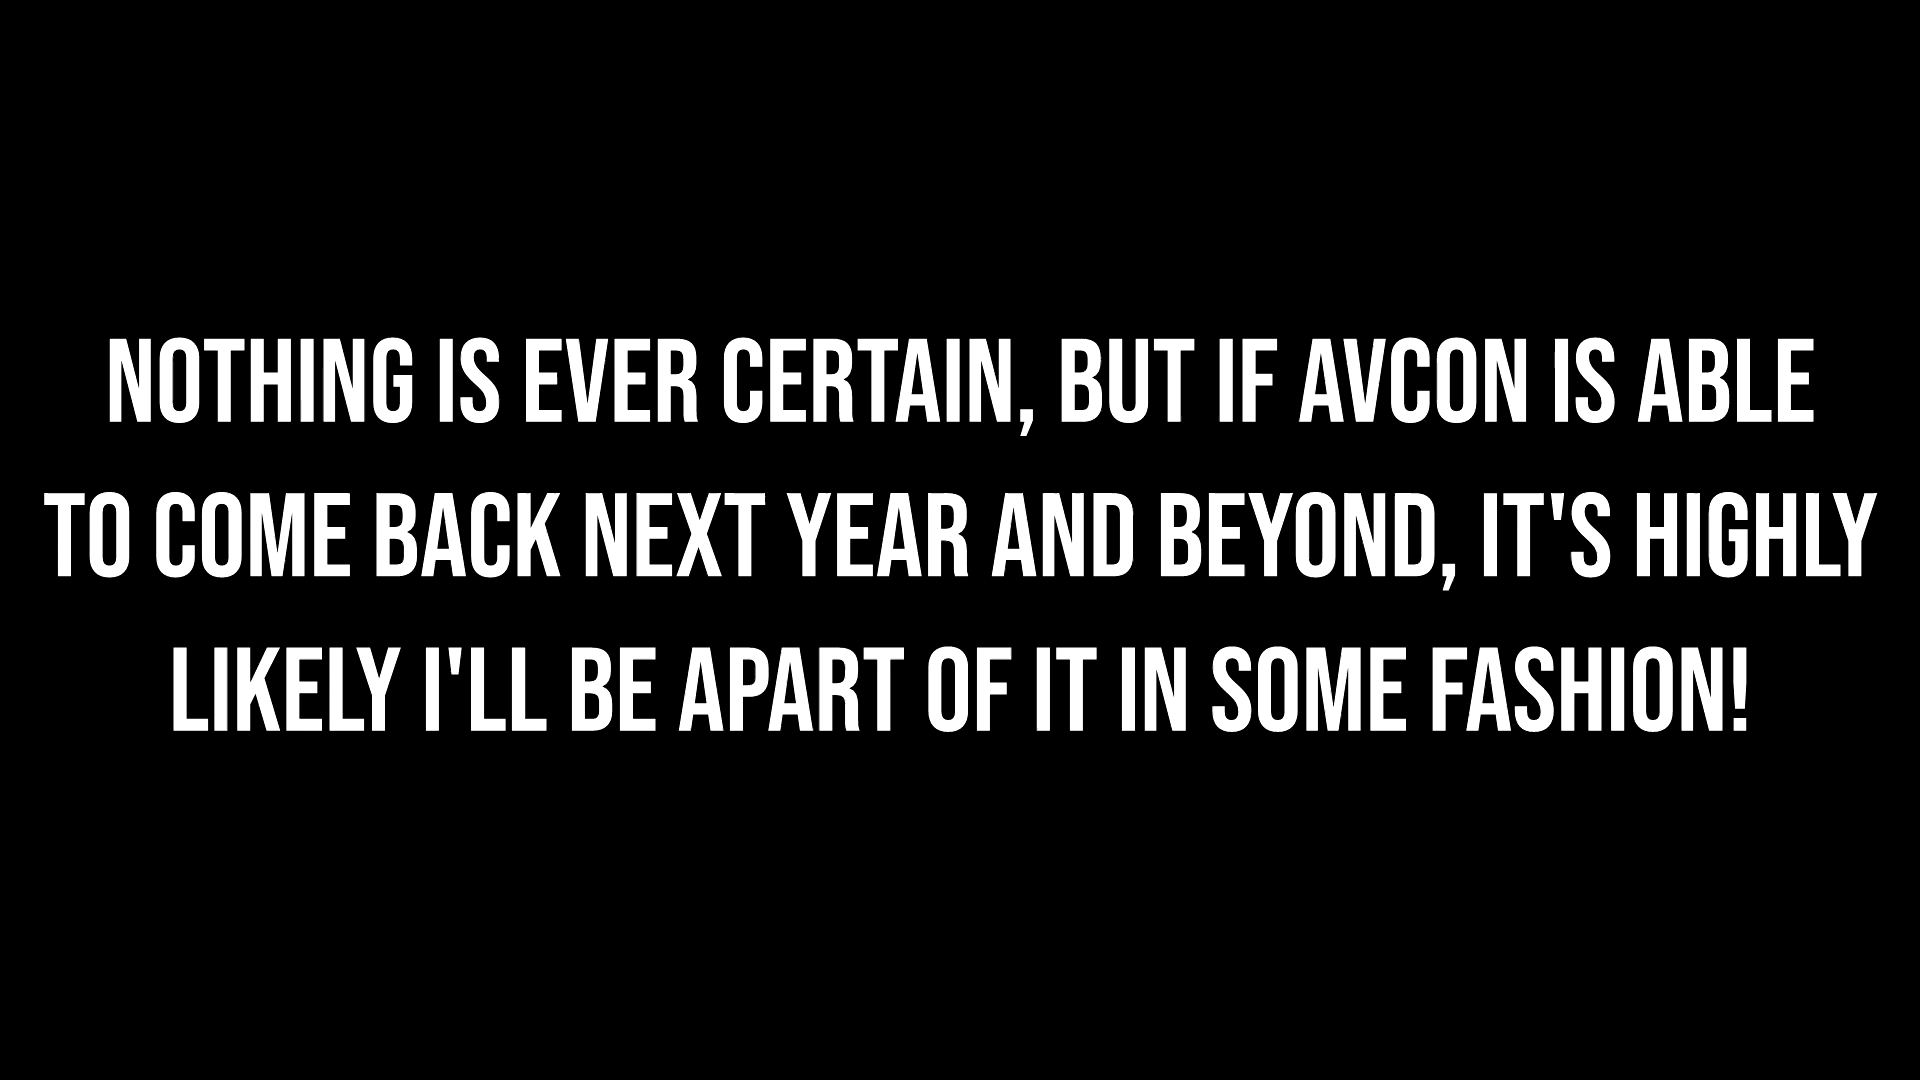 NOTHING IS EVER CERTAIN, BUT IF AVCON IS ABLE
TO COME BACK NEXT YEAR AND BEYOND, IT'S HIGHLY
LIKELY I'LL BE APART OF IT IN SOME FASHION!